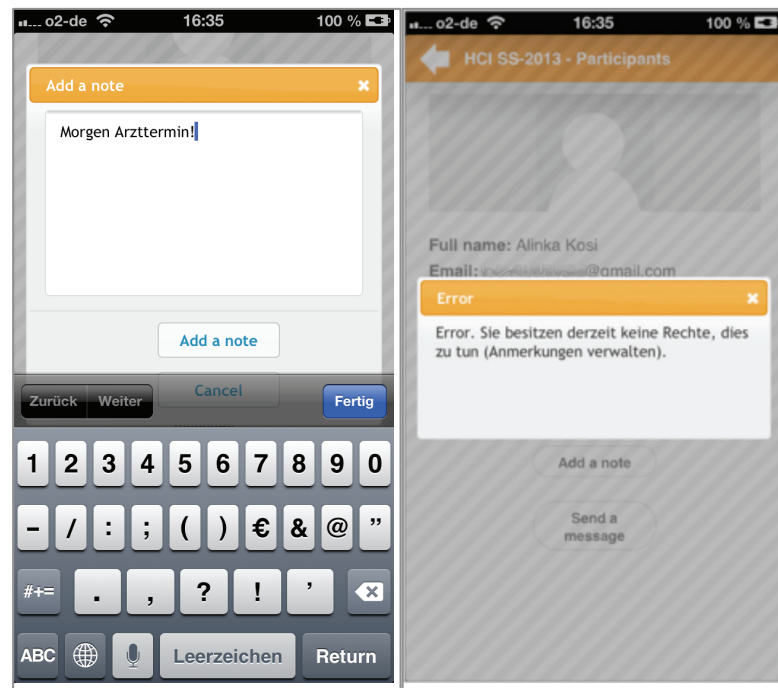 o2-de 16:35 100 %
Add a note
Morgen Arzttermin!
Add a note
Cancel
Zurück Weiter Fertig
1 2 3 4 5 6 7 8 9 0
- / : ; ( ) € & @ ”
#+= . , ? ! ’
ABC Leerzeichen Return
o2-de 16:35 100 %
HCI SS-2013 - Participants
Full name: Alinka Kosi
Email: @gmail.com
Error
Error. Sie besitzen derzeit keine Rechte, dies
zu tun (Anmerkungen verwalten).
Add a note
Send a
message